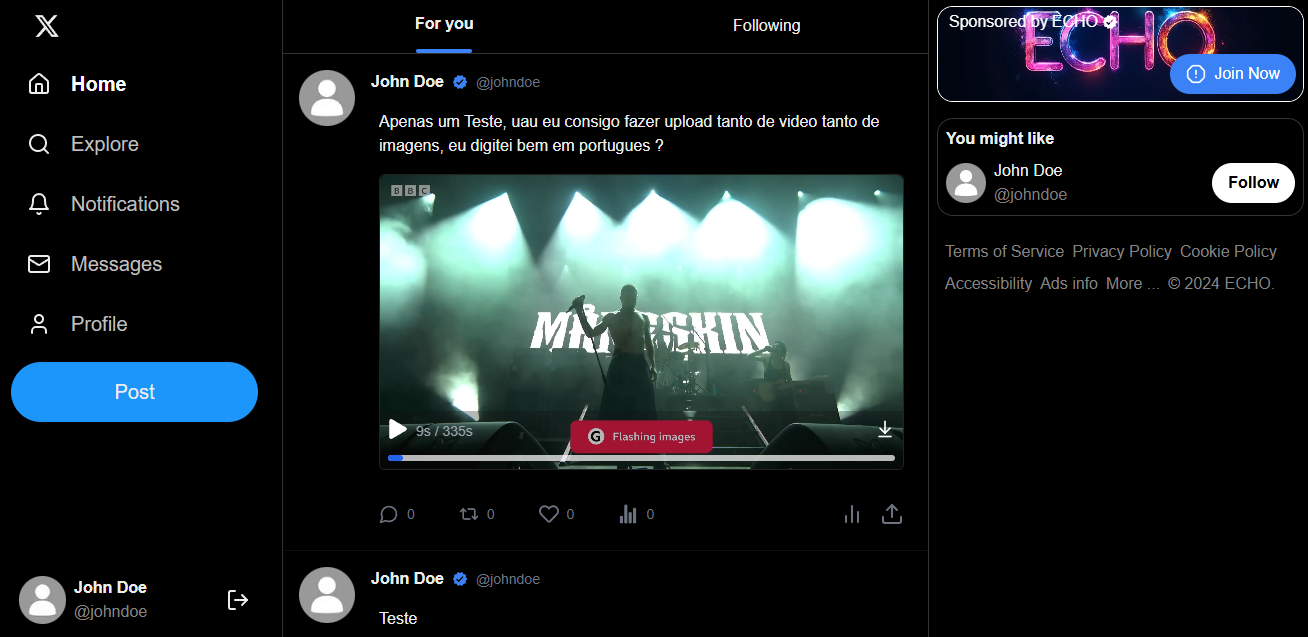 For you
Following
Home
Explore
Notifications
Messages
Profile
Post
John Doe
@johndoe
John Doe @johndoe
Apenas um Teste, uau eu consigo fazer upload tanto de video tanto de
imagens, eu digitei bem em portugues ?
BBC
9s / 335s
G Flashing images
0 0 0 0
John Doe @johndoe
Teste
Sponsored by ECHO
ECHO
Join Now
You might like
John Doe
@johndoe
Follow
Terms of Service Privacy Policy Cookie Policy
Accessibility Ads info More ... © 2024 ECHO.